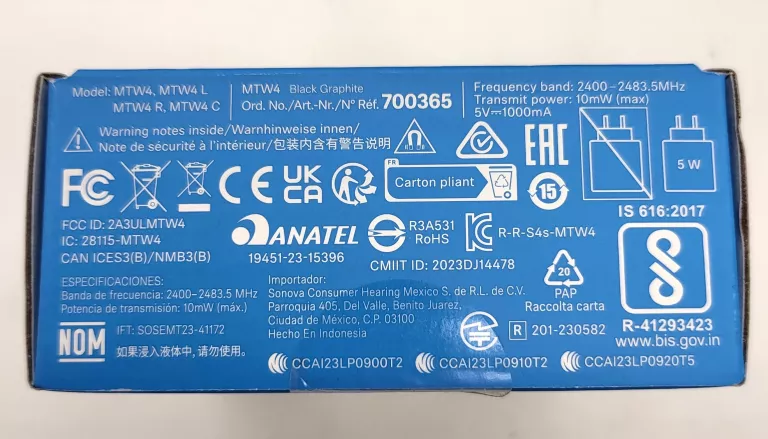 Model: MTW4, MTW4 L
MTW4 R, MTW4 C
MTW4 Black Graphite
Ord. No./Art.-Nr./N° Réf. 700365
Frequency band: 2400-2483.5MHz
Transmit power: 10mW (max)
5V⎓1000mA
Warning notes inside/Warnhinweise innen/
Note de sécurité à l'intérieur/包装内含有警告说明
FC CE UKCA
FR
Carton pliant
EAC
15
5 W
FCC ID: 2A3ULMTW4
IC: 28115-MTW4
CAN ICES3(B)/NMB3(B)
ANATEL
19451-23-15396
R3A531
RoHS
R-R-S4s-MTW4
CMIIT ID: 2023DJ14478
IS 616:2017
R-41293423
www.bis.gov.in
ESPECIFICACIONES:
Banda de frecuencia: 2400-2483.5 MHz
Potencia de transmisión: 10mW (máx.)
NOM
IFT: SOSEMT23-41172
如果浸入液体中,请勿使用。
Importador:
Sonova Consumer Hearing Mexico S. de R.L. de C.V.
Parroquia 405, Del Valle, Benito Juarez,
Ciudad de México, C.P. 03100
Hecho En Indonesia
20
PAP
Raccolta carta
R 201-230582
CCAI23LP0900T2
CCAI23LP0910T2
CCAI23LP0920T5